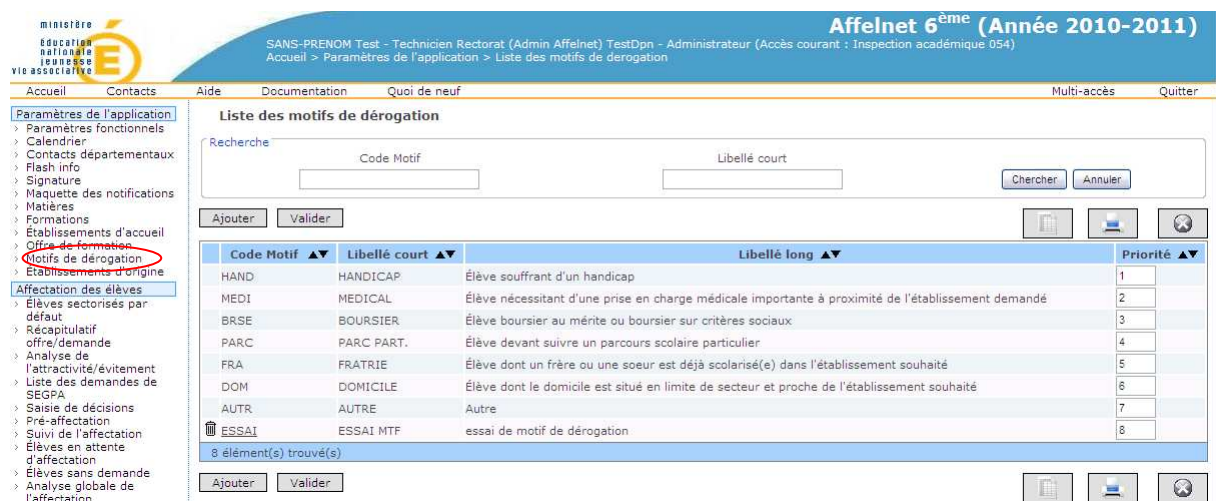 ministère
éducation
nationale
jeunesse
vie associative
Affelnet 6ème (Année 2010-2011)
SANS-PRENOM Test - Technicien Rectorat (Admin Affelnet) TestDpn - Administrateur (Accès courant : Inspection académique 054)
Accueil > Paramètres de l'application > Liste des motifs de derogation
Accueil Contacts Aide Documentation Quoi de neuf Multi-accès Quitter
Paramètres de l'application
> Paramètres fonctionnels
> Calendrier
> Contacts départementaux
> Flash info
> Signature
> Maquette des notifications
> Matières
> Formations
> Établissements d'accueil
> Offre de formation
> Motifs de dérogation
> Etablissements d'origine
Affectation des élèves
> Élèves sectorisés par
défaut
> Récapitulatif
offre/demande
> Analyse de
l'attractivité/évitement
> Liste des demandes de
SEGPA
> Saisie de décisions
> Pré-affectation
> Suivi de l'affectation
> Élèves en attente
d'affectation
> Élèves sans demande
> Analyse globale de
l'affectation
Liste des motifs de dérogation
Recherche
Code Motif Libellé court
Chercher Annuler
Ajouter Valider
Code Motif ▲▼ Libellé court ▲▼ Libellé long ▲▼ Priorité ▲▼
HAND HANDICAP Élève souffrant d'un handicap 1
MEDI MEDICAL Élève nécessitant d'une prise en charge médicale importante à proximité de l'établissement demandé 2
BRSE BOURSIER Élève boursier au mérite ou boursier sur critères sociaux 3
PARC PARC PART. Élève devant suivre un parcours scolaire particulier 4
FRA FRATRIE Élève dont un frère ou une soeur est déjà scolarisé(e) dans l'établissement souhaité 5
DOM DOMICILE Élève dont le domicile est situé en limite de secteur et proche de l'établissement souhaité 6
AUTR AUTRE Autre 7
ESSAI ESSAI MTF essai de motif de dérogation 8
8 élément(s) trouvé(s)
Ajouter Valider